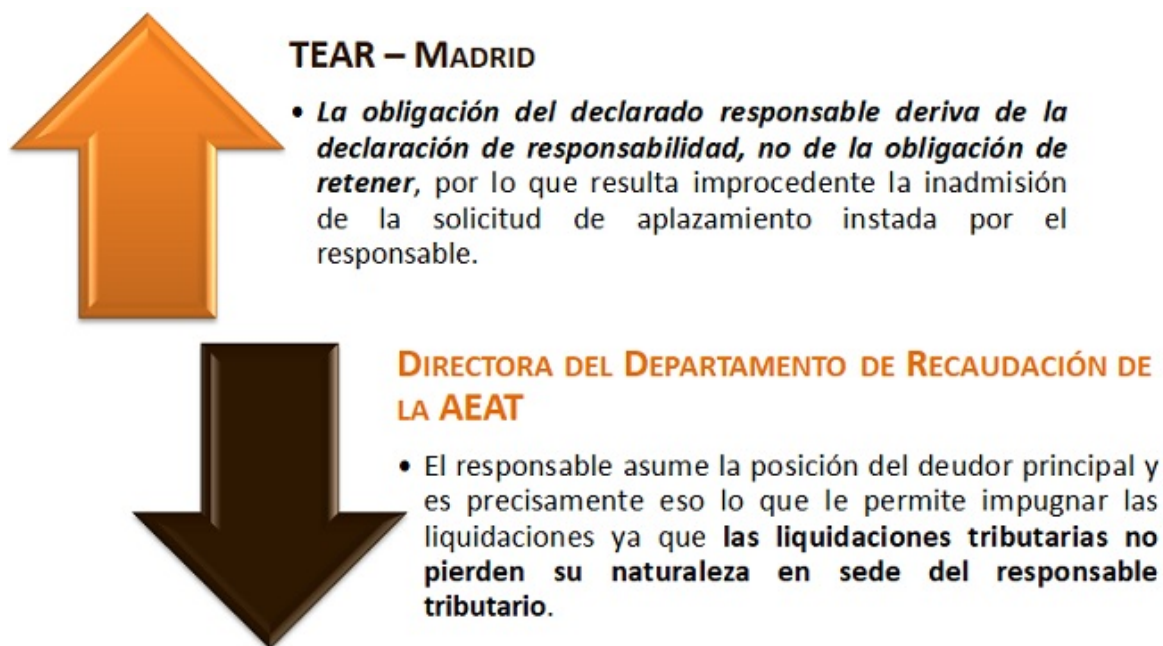 TEAR – MADRID
• La obligación del declarado responsable deriva de la
declaración de responsabilidad, no de la obligación de
retener, por lo que resulta improcedente la inadmisión
de la solicitud de aplazamiento instada por el
responsable.
DIRECTORA DEL DEPARTAMENTO DE RECAUDACIÓN DE
LA AEAT
• El responsable asume la posición del deudor principal y
es precisamente eso lo que le permite impugnar las
liquidaciones ya que las liquidaciones tributarias no
pierden su naturaleza en sede del responsable
tributario.